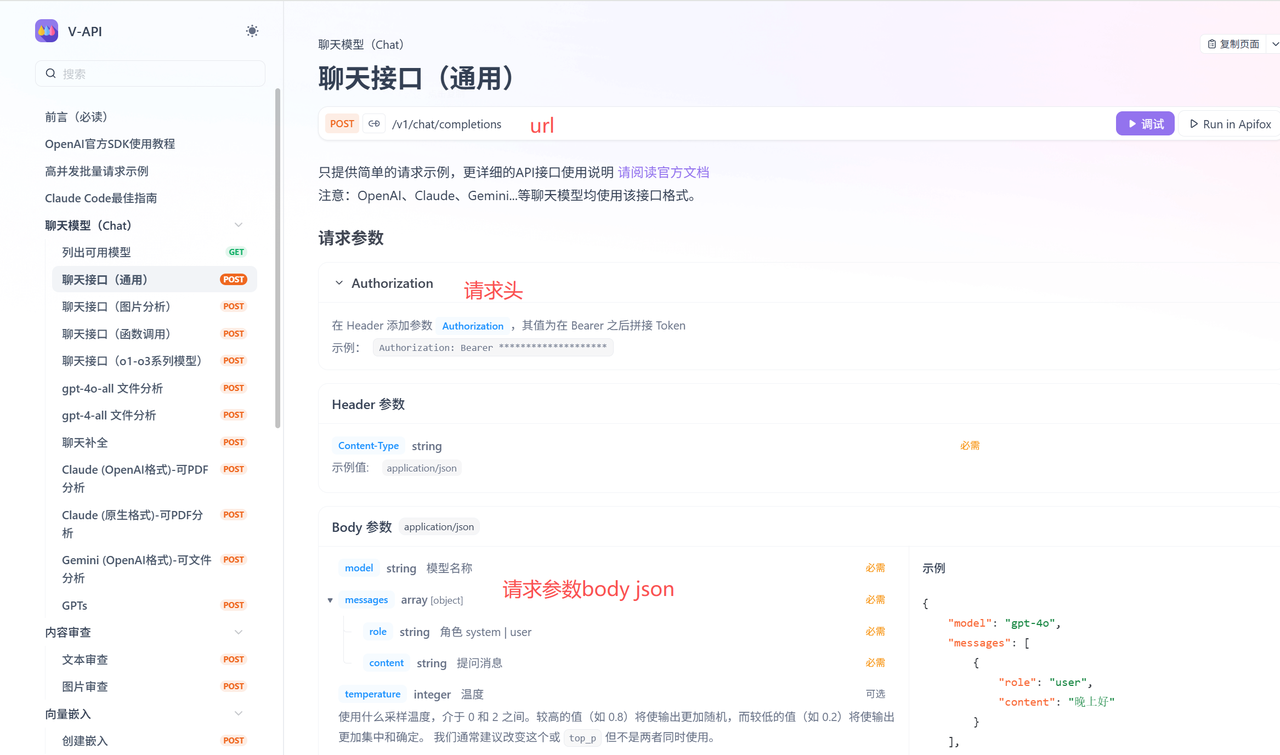 V-API
搜索
前言（必读）
OpenAI官方SDK使用教程
高并发批量请求示例
Claude Code最佳指南
聊天模型（Chat）
列出可用模型 GET
聊天接口（通用） POST
聊天接口（图片分析） POST
聊天接口（函数调用） POST
聊天接口（o1-o3系列模型） POST
gpt-4o-all 文件分析 POST
gpt-4-all 文件分析 POST
聊天补全 POST
Claude (OpenAI格式)-可PDF POST
分析
Claude (原生格式)-可PDF分 POST
析
Gemini (OpenAI格式)-可文件 POST
分析
GPTs POST
内容审查
文本审查 POST
图片审查 POST
向量嵌入
创建嵌入 POST
聊天模型（Chat）
复制页面
聊天接口（通用）
POST /v1/chat/completions url 调试 Run in Apifox
只提供简单的请求示例，更详细的API接口使用说明 请阅读官方文档
注意：OpenAI、Claude、Gemini...等聊天模型均使用该接口格式。
请求参数
Authorization 请求头
在 Header 添加参数 Authorization ，其值为在 Bearer 之后拼接 Token
示例： Authorization: Bearer ********************
Header 参数
Content-Type string 必需
示例值: application/json
Body 参数 application/json
model string 模型名称 必需
请求参数body json
messages array [object] 必需
role string 角色 system | user 必需
content string 提问消息 必需
temperature integer 温度 可选
使用什么采样温度，介于 0 和 2 之间。较高的值（如 0.8）将使输出更加随机，而较低的值（如 0.2）将使输出
更加集中和确定。 我们通常建议改变这个或 top_p 但不是两者同时使用。
示例
{
"model": "gpt-4o",
"messages": [
{
"role": "user",
"content": "晚上好"
}
],